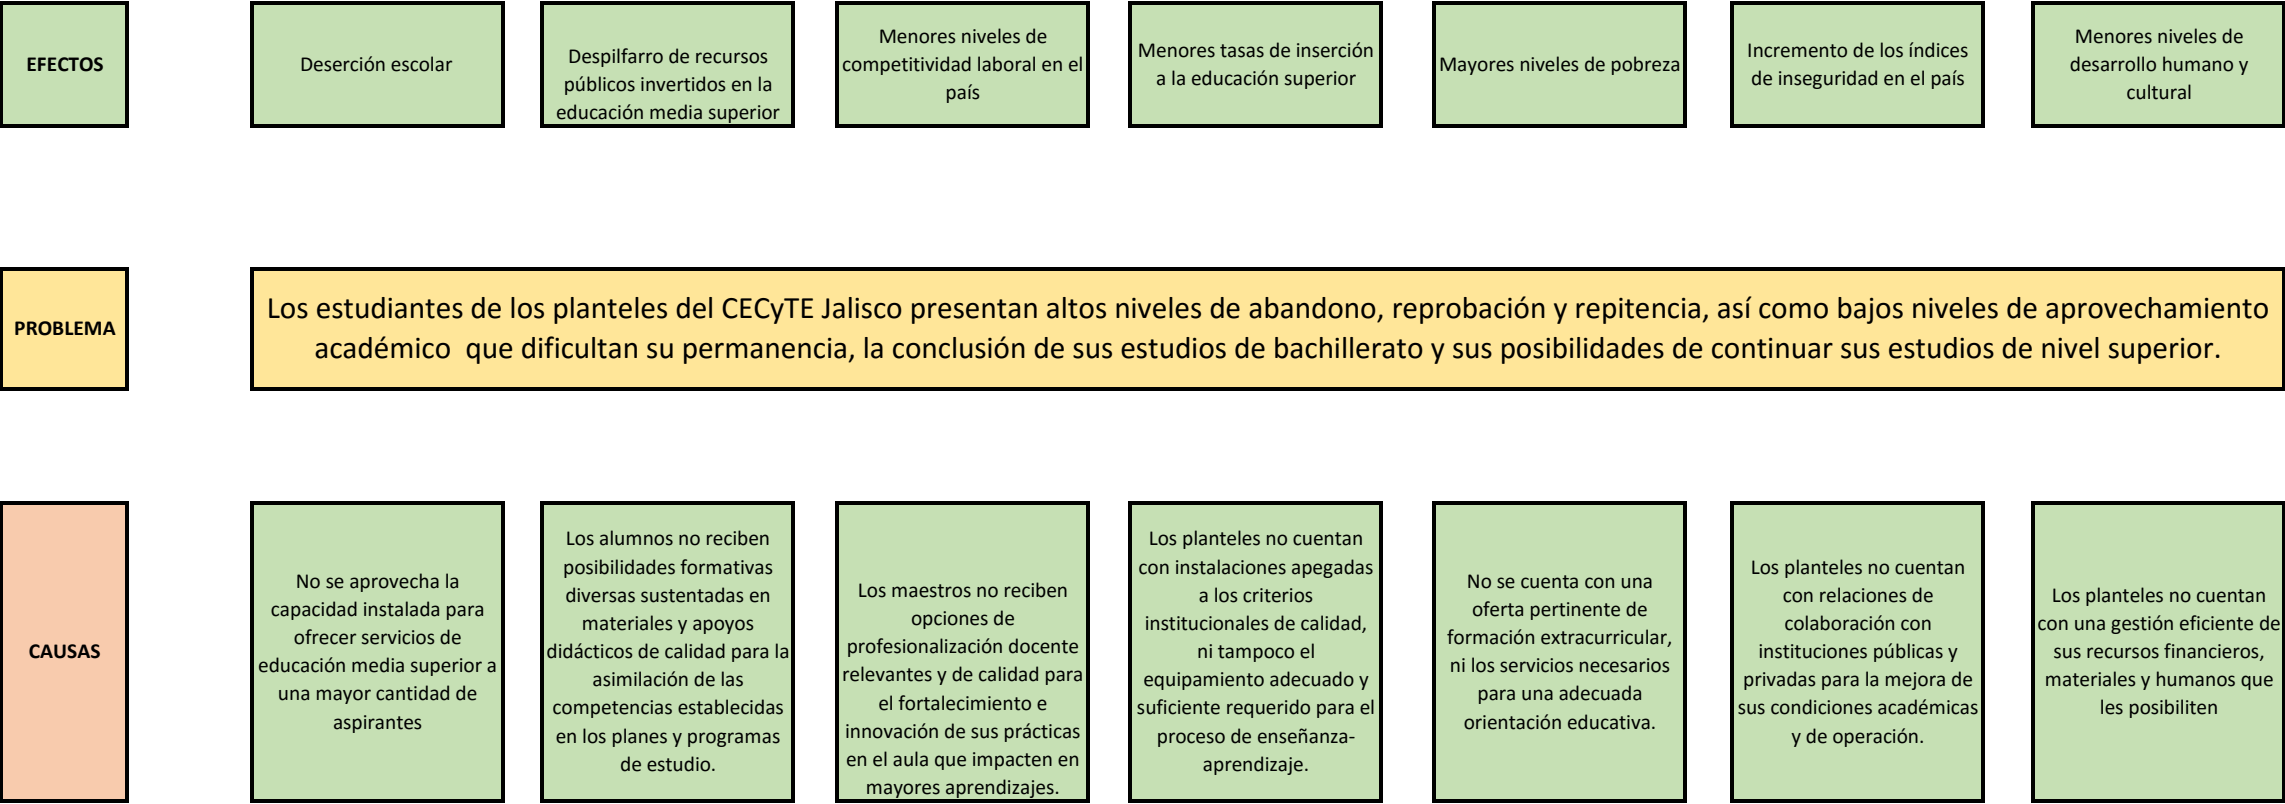 EFECTOS
Deserción escolar
Despilfarro de recursos
públicos invertidos en la
educación media superior
Menores niveles de
competitividad laboral en el
país
Menores tasas de inserción
a la educación superior
Mayores niveles de pobreza
Incremento de los índices
de inseguridad en el país
Menores niveles de
desarrollo humano y
cultural
PROBLEMA
Los estudiantes de los planteles del CECyTE Jalisco presentan altos niveles de abandono, reprobación y repitencia, así como bajos niveles de aprovechamiento
académico que dificultan su permanencia, la conclusión de sus estudios de bachillerato y sus posibilidades de continuar sus estudios de nivel superior.
CAUSAS
No se aprovecha la
capacidad instalada para
ofrecer servicios de
educación media superior a
una mayor cantidad de
aspirantes
Los alumnos no reciben
posibilidades formativas
diversas sustentadas en
materiales y apoyos
didácticos de calidad para la
asimilación de las
competencias establecidas
en los planes y programas
de estudio.
Los maestros no reciben
opciones de
profesionalización docente
relevantes y de calidad para
el fortalecimiento e
innovación de sus prácticas
en el aula que impacten en
mayores aprendizajes.
Los planteles no cuentan
con instalaciones apegadas
a los criterios
institucionales de calidad,
ni tampoco el
equipamiento adecuado y
suficiente requerido para el
proceso de enseñanza-
aprendizaje.
No se cuenta con una
oferta pertinente de
formación extracurricular,
ni los servicios necesarios
para una adecuada
orientación educativa.
Los planteles no cuentan
con relaciones de
colaboración con
instituciones públicas y
privadas para la mejora de
sus condiciones académicas
y de operación.
Los planteles no cuentan
con una gestión eficiente de
sus recursos financieros,
materiales y humanos que
les posibiliten